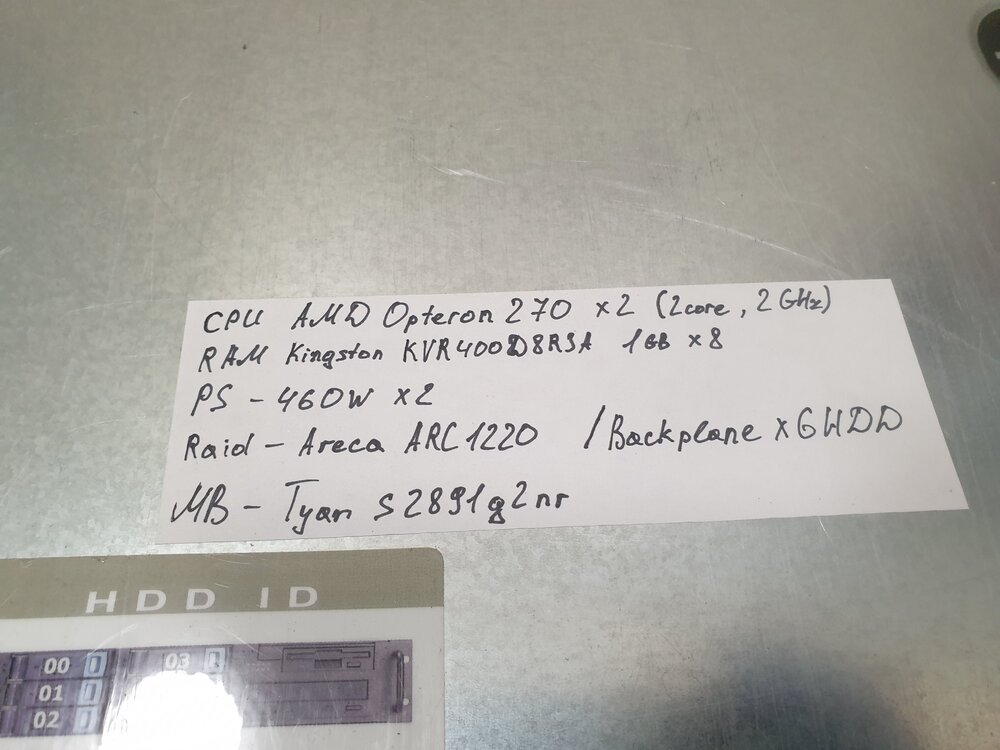 CPU AMD Opteron 270 x2 (2core, 2GHz)
RAM Kingston KVR400D8R3A 1GB x8
PS - 460W x2
Raid - Areca ARC1220 / Backplane x6HDD
MB - Tyan s2891g2nr
HDD ID
00 03
01
02